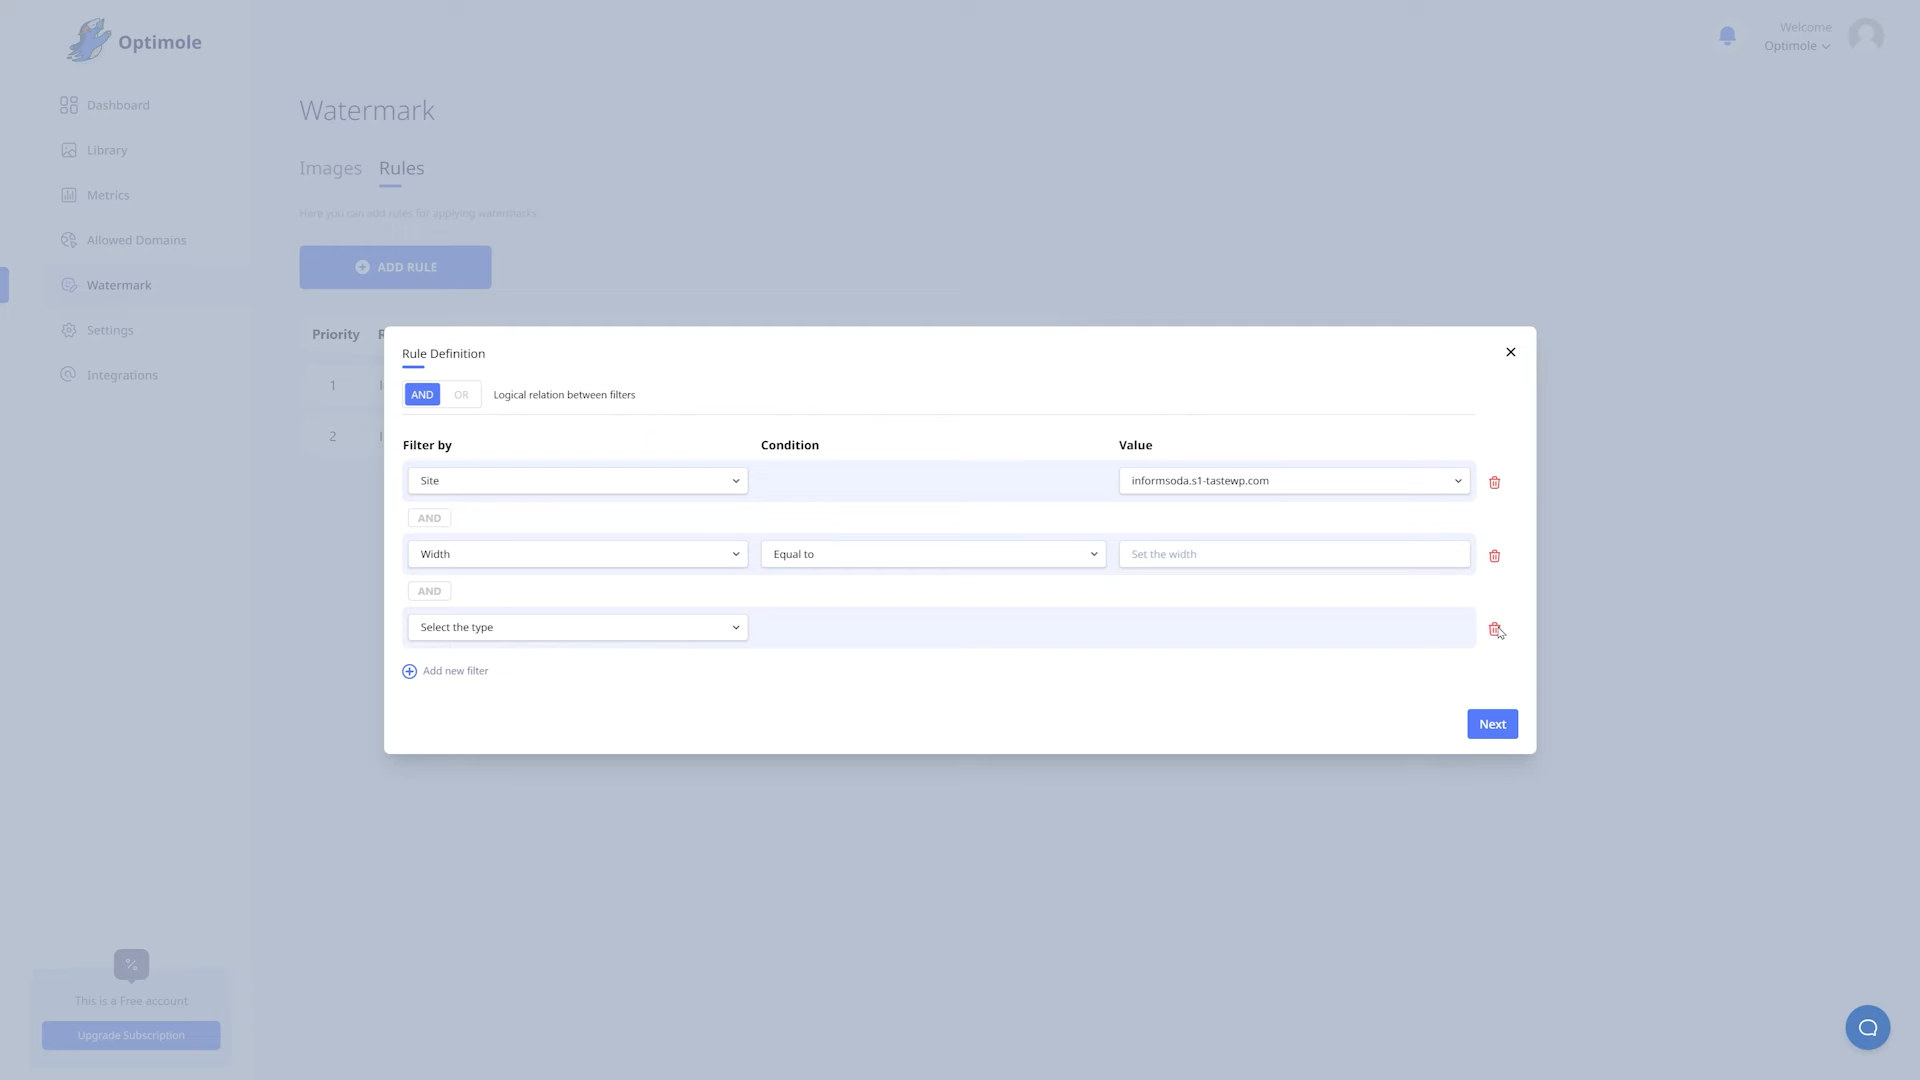 Optimole
Welcome
Optimole
Dashboard
Library
Metrics
Allowed Domains
Watermark
Settings
Integrations
Watermark
Images Rules
Here you can add rules for applying watermarks.
ADD RULE
Priority
1
2
Rule Definition
AND OR Logical relation between filters
Filter by Condition Value
Site informsoda.s1-tastewp.com
AND
Width Equal to Set the width
AND
Select the type
Add new filter
Next
%
This is a Free account
Upgrade Subscription